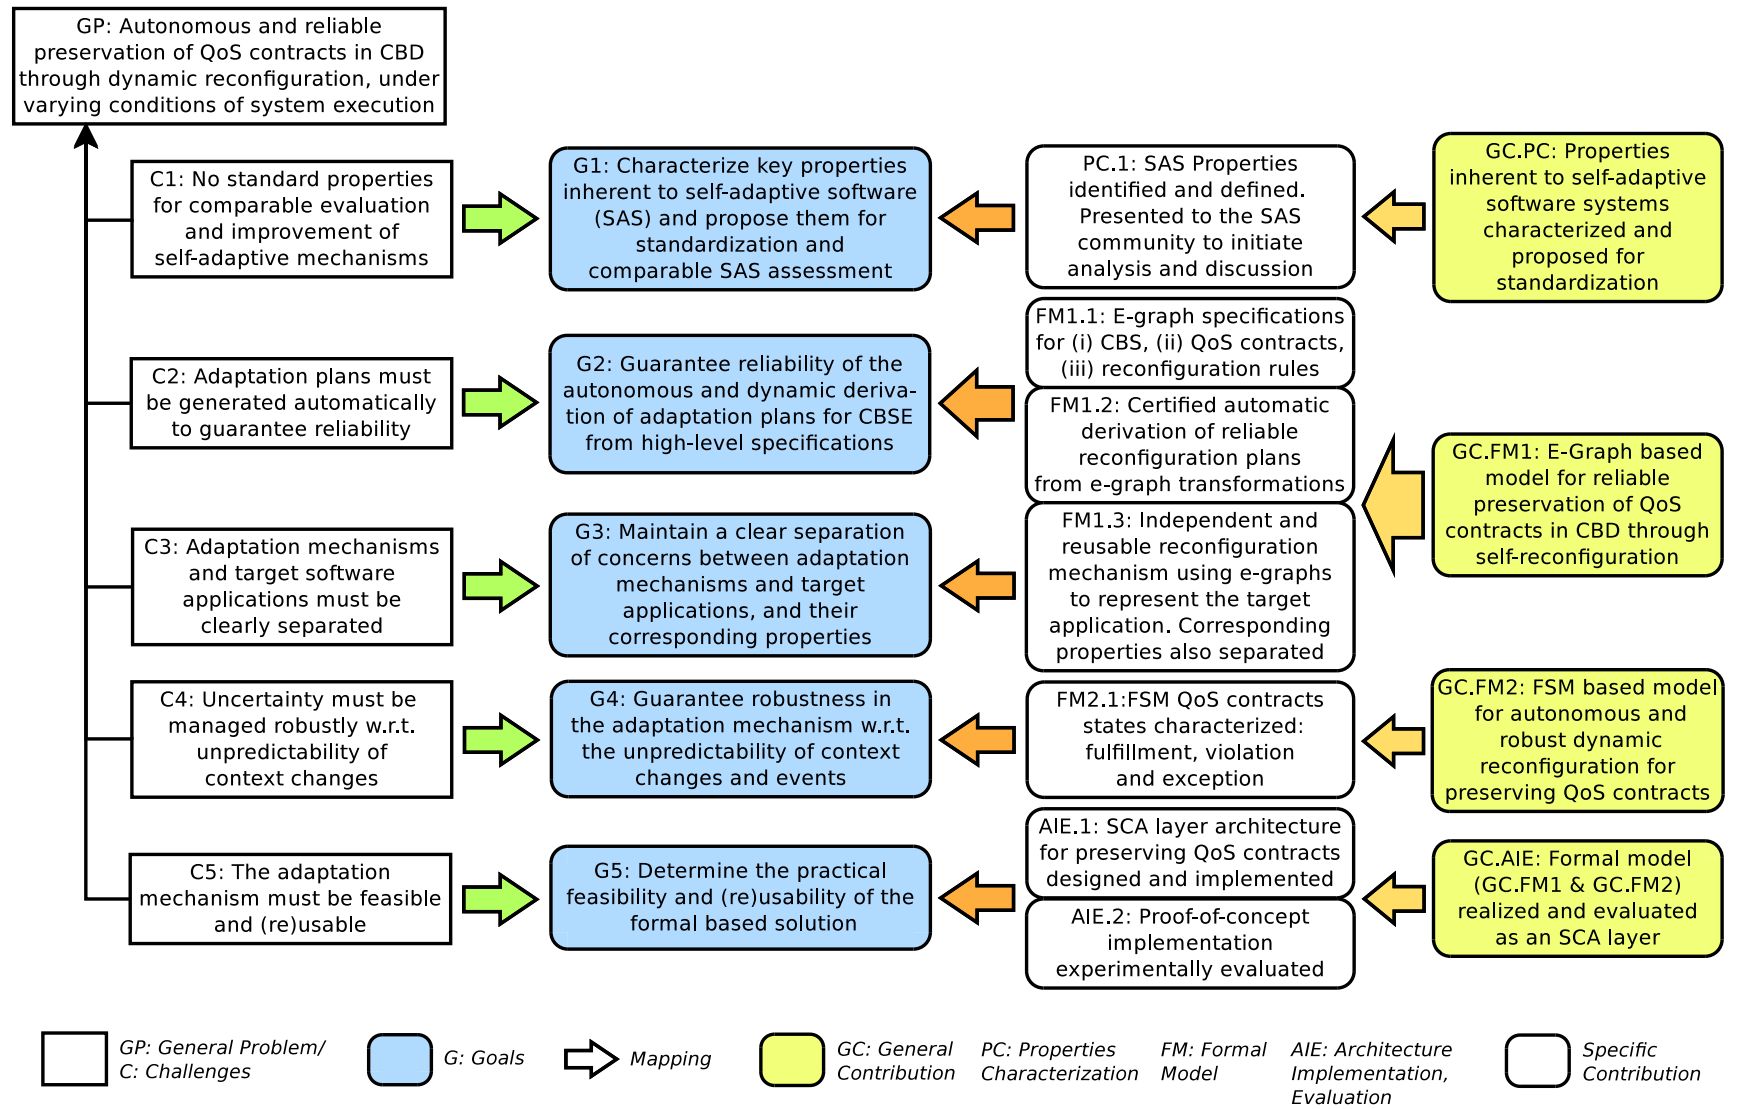 GP: Autonomous and reliable
preservation of QoS contracts in CBD
through dynamic reconfiguration, under
varying conditions of system execution
C1: No standard properties
for comparable evaluation
and improvement of
self-adaptive mechanisms
G1: Characterize key properties
inherent to self-adaptive software
(SAS) and propose them for
standardization and
comparable SAS assessment
PC.1: SAS Properties
identified and defined.
Presented to the SAS
community to initiate
analysis and discussion
GC.PC: Properties
inherent to self-adaptive
software systems
characterized and
proposed for
standardization
C2: Adaptation plans must
be generated automatically
to guarantee reliability
G2: Guarantee reliability of the
autonomous and dynamic deriva-
tion of adaptation plans for CBSE
from high-level specifications
FM1.1: E-graph specifications
for (i) CBS, (ii) QoS contracts,
(iii) reconfiguration rules
FM1.2: Certified automatic
derivation of reliable
reconfiguration plans
from e-graph transformations
GC.FM1: E-Graph based
model for reliable
preservation of QoS
contracts in CBD through
self-reconfiguration
C3: Adaptation mechanisms
and target software
applications must be
clearly separated
G3: Maintain a clear separation
of concerns between adaptation
mechanisms and target
applications, and their
corresponding properties
FM1.3: Independent and
reusable reconfiguration
mechanism using e-graphs
to represent the target
application. Corresponding
properties also separated
C4: Uncertainty must be
managed robustly w.r.t.
unpredictability of
context changes
G4: Guarantee robustness in
the adaptation mechanism w.r.t.
the unpredictability of context
changes and events
FM2.1:FSM QoS contracts
states characterized:
fulfillment, violation
and exception
GC.FM2: FSM based model
for autonomous and
robust dynamic
reconfiguration for
preserving QoS contracts
C5: The adaptation
mechanism must be feasible
and (re)usable
G5: Determine the practical
feasibility and (re)usability of the
formal based solution
AIE.1: SCA layer architecture
for preserving QoS contracts
designed and implemented
AIE.2: Proof-of-concept
implementation
experimentally evaluated
GC.AIE: Formal model
(GC.FM1 & GC.FM2)
realized and evaluated
as an SCA layer
GP: General Problem/
C: Challenges
G: Goals
Mapping
GC: General
Contribution
PC: Properties
Characterization
FM: Formal
Model
AIE: Architecture
Implementation,
Evaluation
Specific
Contribution